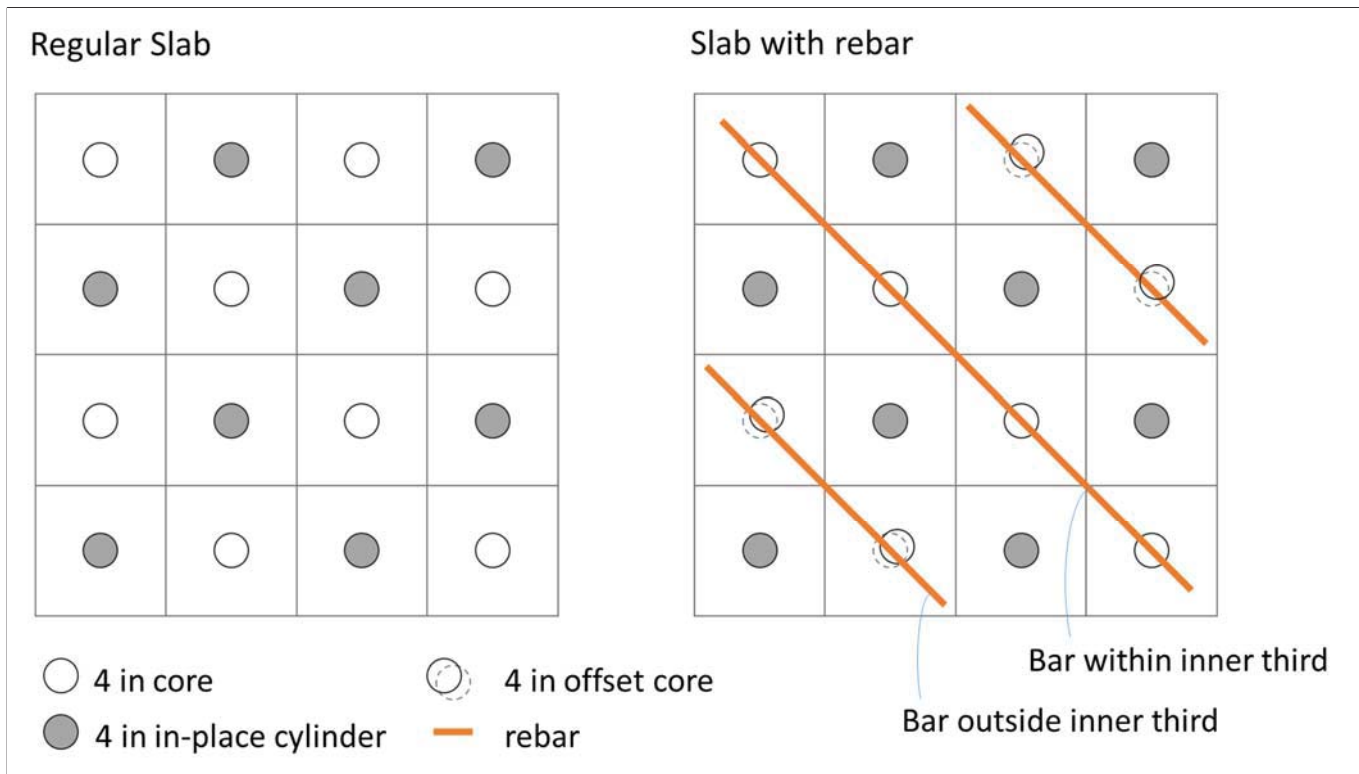 Regular Slab
Slab with rebar
4 in core
4 in offset core
Bar within inner third
4 in in-place cylinder
rebar
Bar outside inner third